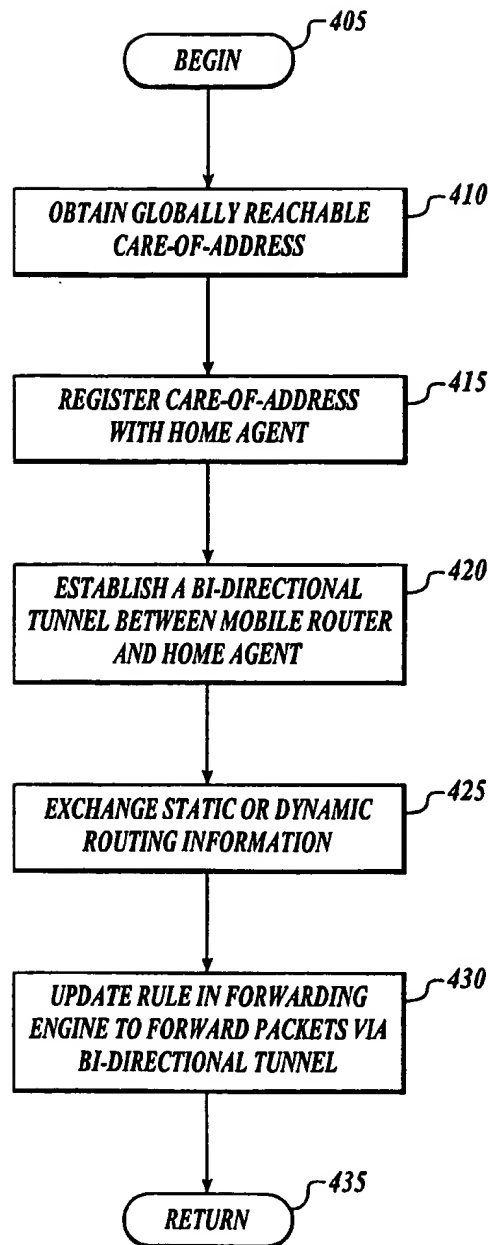 405
BEGIN
410
OBTAIN GLOBALLY REACHABLE
CARE-OF-ADDRESS
415
REGISTER CARE-OF-ADDRESS
WITH HOME AGENT
420
ESTABLISH A BI-DIRECTIONAL
TUNNEL BETWEEN MOBILE ROUTER
AND HOME AGENT
425
EXCHANGE STATIC OR DYNAMIC
ROUTING INFORMATION
430
UPDATE RULE IN FORWARDING
ENGINE TO FORWARD PACKETS VIA
BI-DIRECTIONAL TUNNEL
435
RETURN